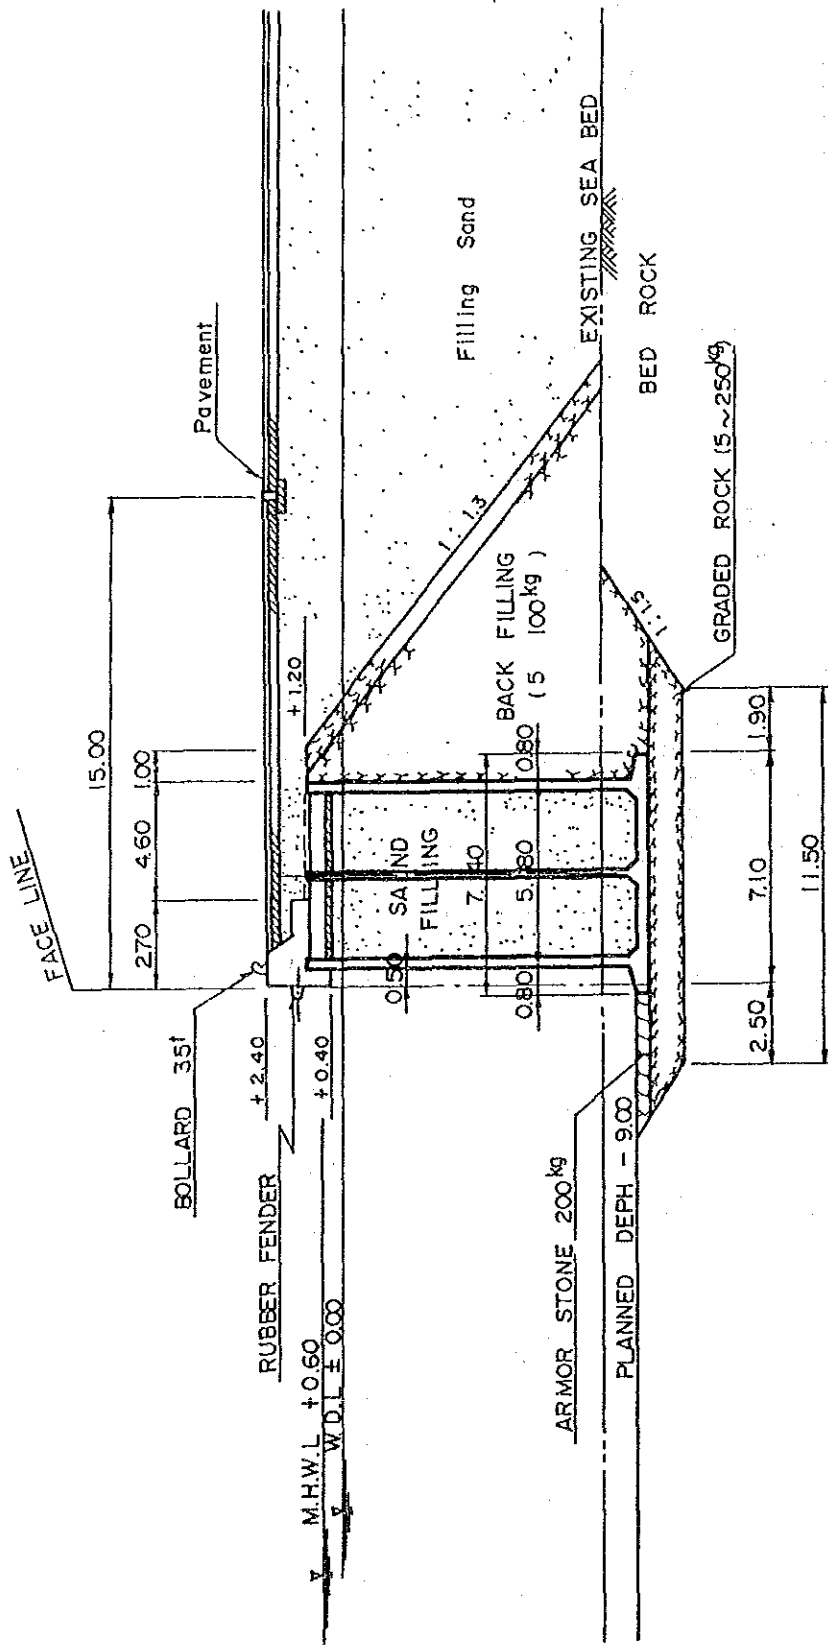 FACE LINE
15.00
2.70
4.60
1.00
Pavement
BOLLARD 35t
+ 2.40
+ 1.20
RUBBER FENDER
+ 0.40
M.H.W.L +0.60
W.D.L ± 0.00
0.50
SAND
FILLING
7.40
0.80
5.80
0.80
BACK FILLING
(5 100kg)
1 : 1.3
Filling Sand
EXISTING SEA BED
BED ROCK
ARMOR STONE 200kg
PLANNED DEPH - 9.00
1:1.5
GRADED ROCK (5~250kg)
2.50
7.10
1.90
11.50